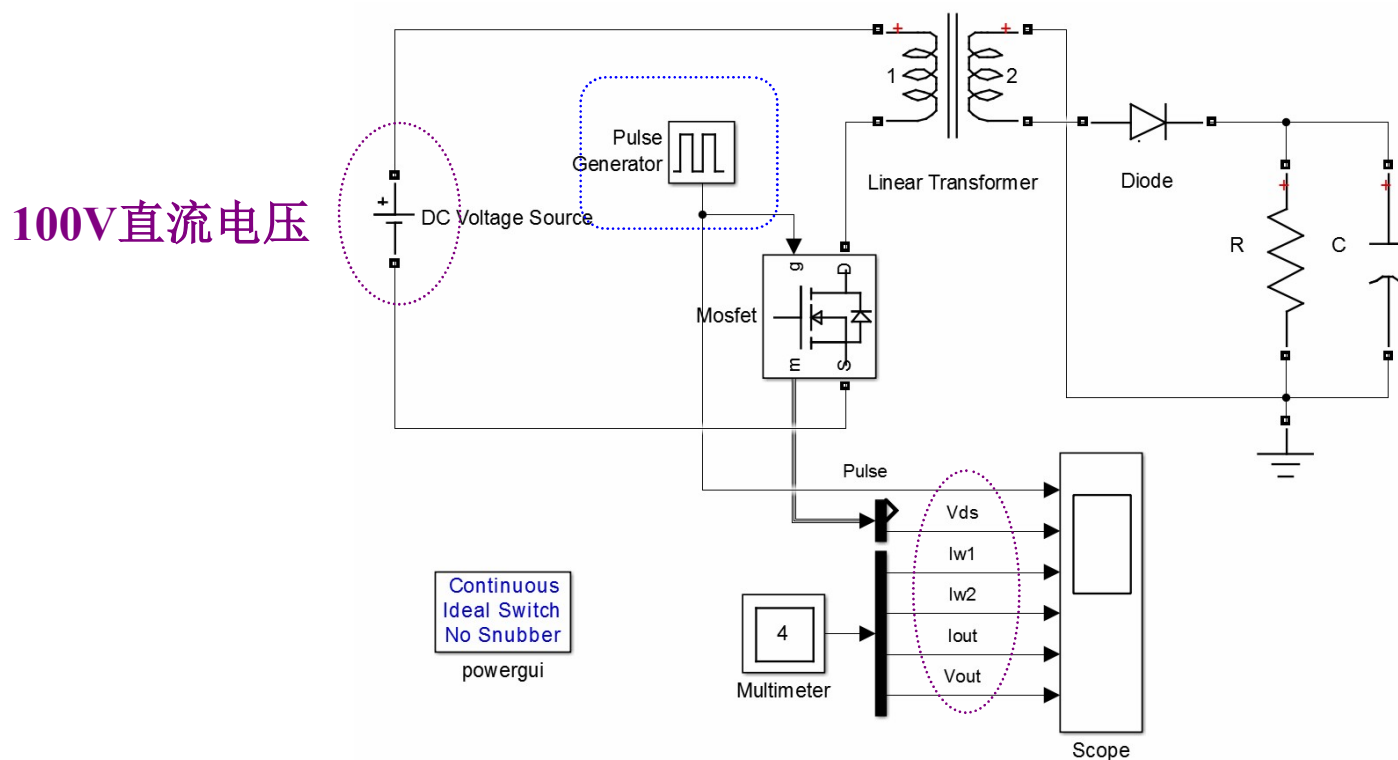 1
2
Pulse
Generator
Linear Transformer
Diode
100V直流电压
+
DC Voltage Source
g
D
Mosfet
m
S
R
C
Pulse
Vds
Iw1
Iw2
Iout
Vout
Continuous
Ideal Switch
No Snubber
powergui
4
Multimeter
Scope